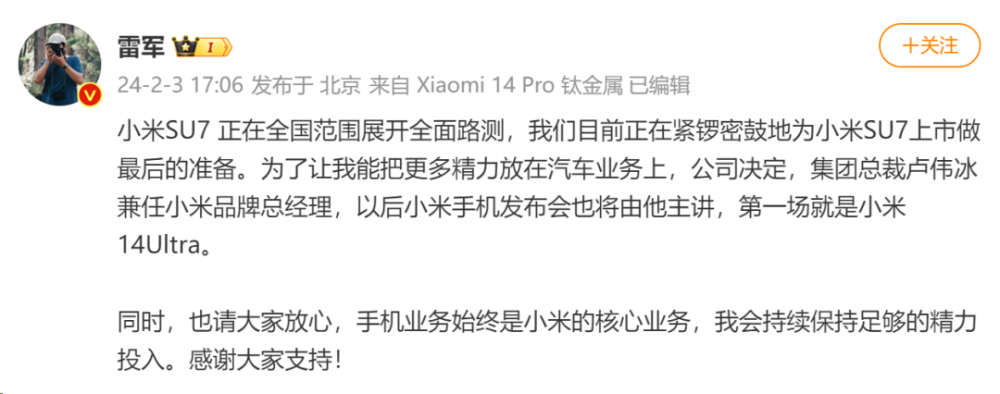 雷军 I
+关注
24-2-3 17:06 发布于 北京 来自 Xiaomi 14 Pro 钛金属 已编辑
小米SU7 正在全国范围展开全面路测，我们目前正在紧锣密鼓地为小米SU7上市做
最后的准备。为了让我能把更多精力放在汽车业务上，公司决定，集团总裁卢伟冰
兼任小米品牌总经理，以后小米手机发布会也将由他主讲，第一场就是小米
14Ultra。
同时，也请大家放心，手机业务始终是小米的核心业务，我会持续保持足够的精力
投入。感谢大家支持！